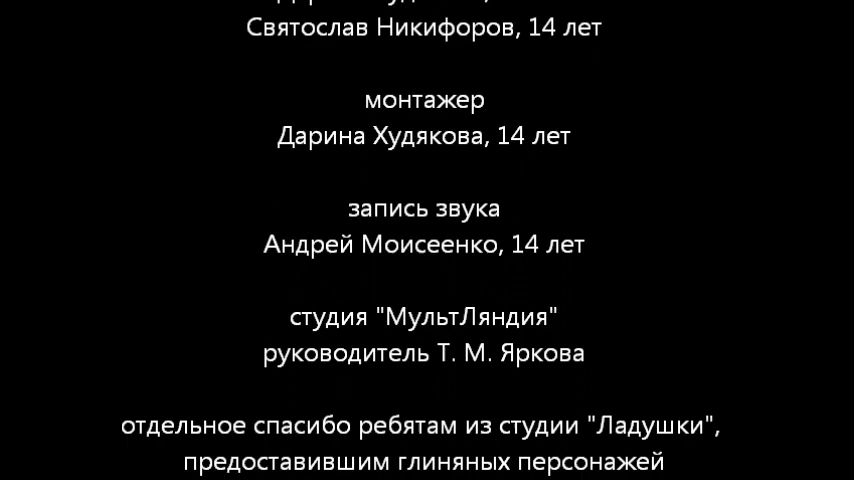 Святослав Никифоров, 14 лет
монтажер
Дарина Худякова, 14 лет
запись звука
Андрей Моисеенко, 14 лет
студия "МультЛяндия"
руководитель Т. М. Яркова
отдельное спасибо ребятам из студии "Ладушки",
предоставившим глиняных персонажей